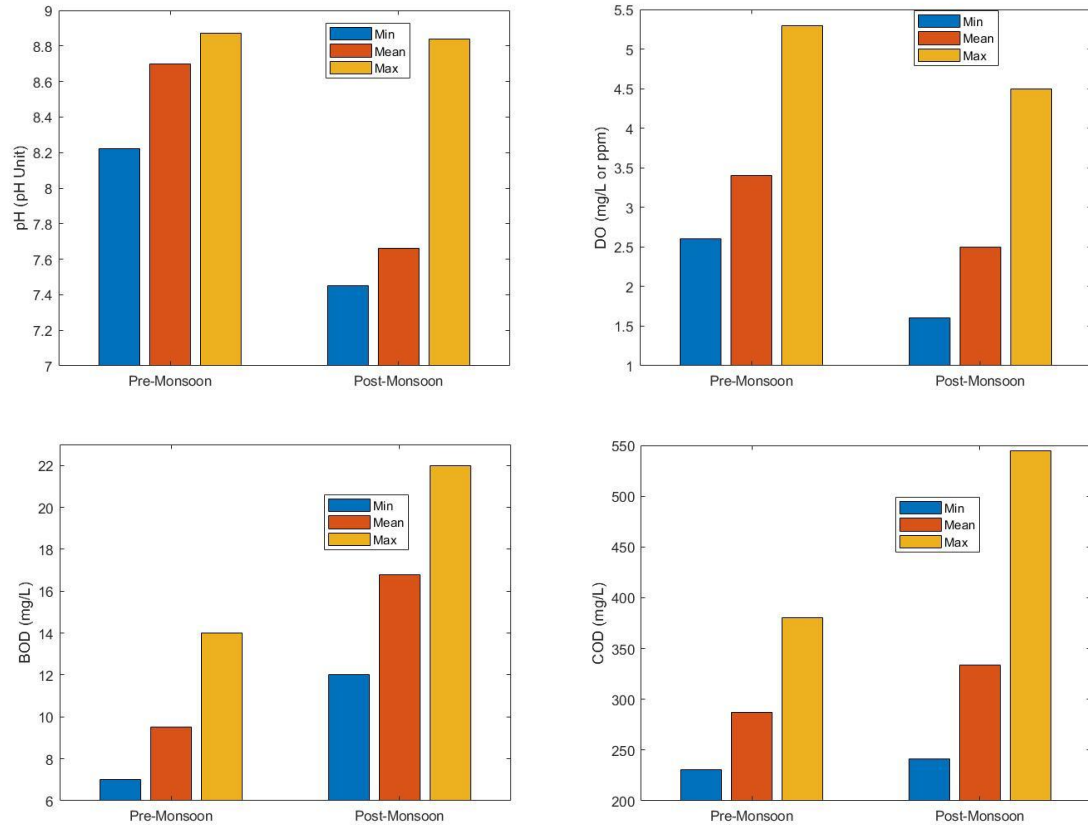 pH (pH Unit)
9
8.8
8.6
8.4
8.2
8
7.8
7.6
7.4
7.2
7
Min
Mean
Max
Pre-Monsoon
Post-Monsoon
DO (mg/L or ppm)
5.5
5
4.5
4
3.5
3
2.5
2
1.5
1
Min
Mean
Max
Pre-Monsoon
Post-Monsoon
BOD (mg/L)
22
20
18
16
14
12
10
8
6
Min
Mean
Max
Pre-Monsoon
Post-Monsoon
COD (mg/L)
550
500
450
400
350
300
250
200
Min
Mean
Max
Pre-Monsoon
Post-Monsoon